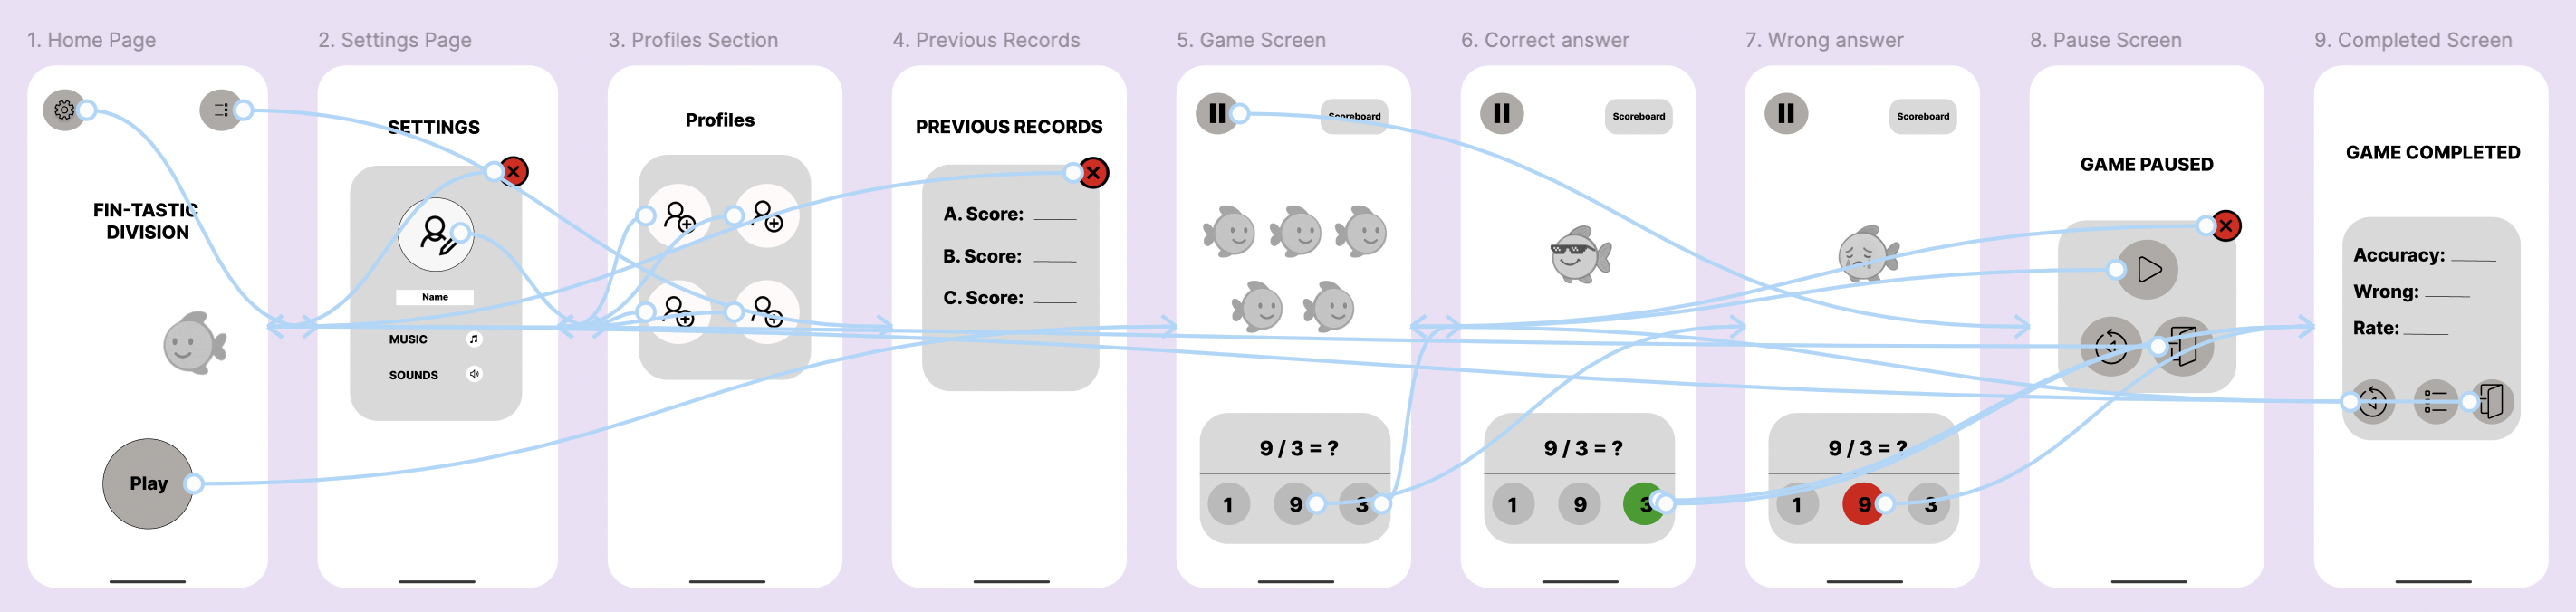 1. Home Page
FIN-TASTIC
DIVISION
Play
2. Settings Page
SETTINGS
Name
MUSIC
SOUNDS
3. Profiles Section
Profiles
4. Previous Records
PREVIOUS RECORDS
A. Score: ____
B. Score: ____
C. Score: ____
5. Game Screen
Scoreboard
9 / 3 = ?
1 9 3
6. Correct answer
Scoreboard
9 / 3 = ?
1 9 3
7. Wrong answer
Scoreboard
9 / 3 = ?
1 9 3
8. Pause Screen
GAME PAUSED
9. Completed Screen
GAME COMPLETED
Accuracy: ____
Wrong: ____
Rate: ____